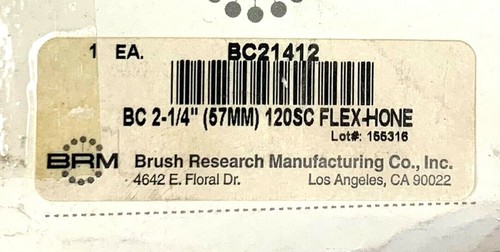 1 EA. BC21412
BC 2-1/4" (57MM) 120SC FLEX-HONE
Lot#: 155316
BRM Brush Research Manufacturing Co., Inc.
4642 E. Floral Dr. Los Angeles, CA 90022